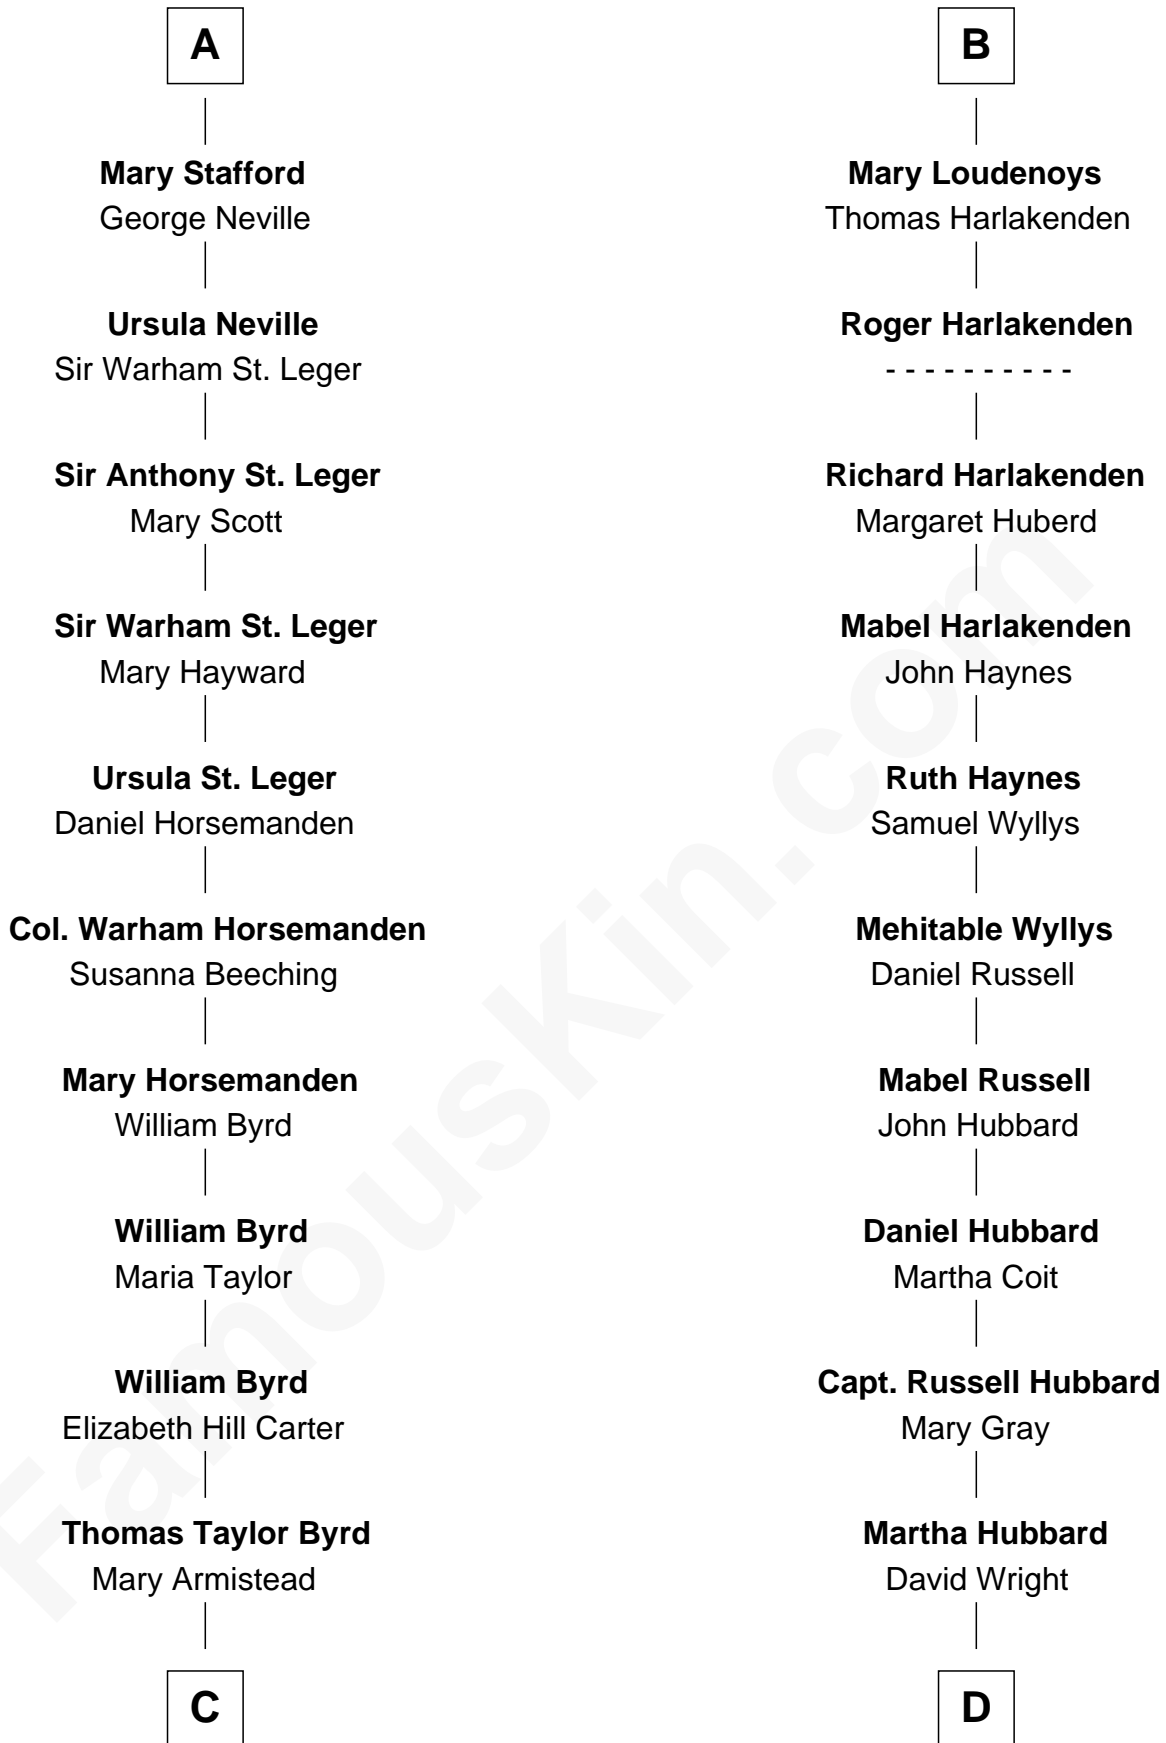 A
Mary Stafford
George Neville
Ursula Neville
Sir Warham St. Leger
Sir Anthony St. Leger
Mary Scott
Sir Warham St. Leger
Mary Hayward
Ursula St. Leger
Daniel Horsemanden
Col. Warham Horsemanden
Susanna Beeching
Mary Horsemanden
William Byrd
William Byrd
Maria Taylor
William Byrd
Elizabeth Hill Carter
Thomas Taylor Byrd
Mary Armistead
C
B
Mary Loudenoys
Thomas Harlakenden
Roger Harlakenden
- - - - - - - - - -
Richard Harlakenden
Margaret Huberd
Mabel Harlakenden
John Haynes
Ruth Haynes
Samuel Wyllys
Mehitable Wyllys
Daniel Russell
Mabel Russell
John Hubbard
Daniel Hubbard
Martha Coit
Capt. Russell Hubbard
Mary Gray
Martha Hubbard
David Wright
D
FamousKin.com